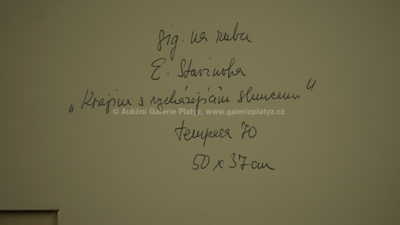 sig. na rubu
E. Stavinoha
„Krajina s vycházejícím sluncem"
© Aukční Galerie Platýz, www.galerieplatyz.cz
tempera 70
50 x 37 cm